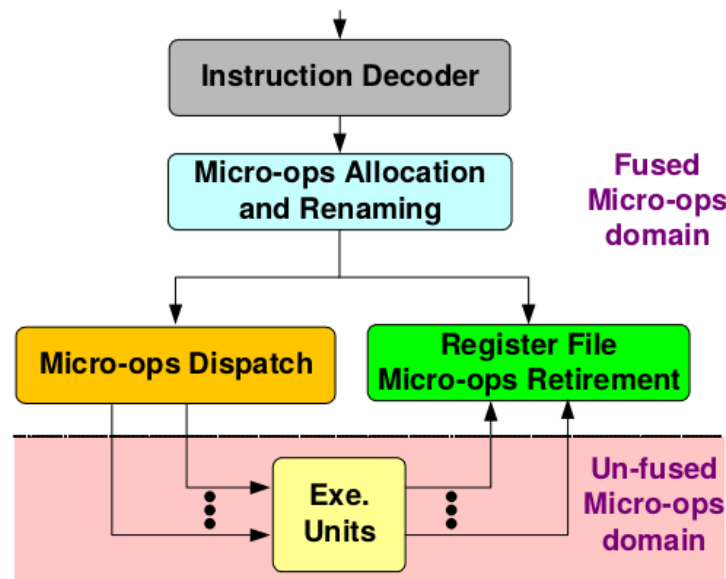 Instruction Decoder
Micro-ops Allocation
and Renaming
Fused
Micro-ops
domain
Micro-ops Dispatch
Register File
Micro-ops Retirement
Exe.
Units
Un-fused
Micro-ops
domain